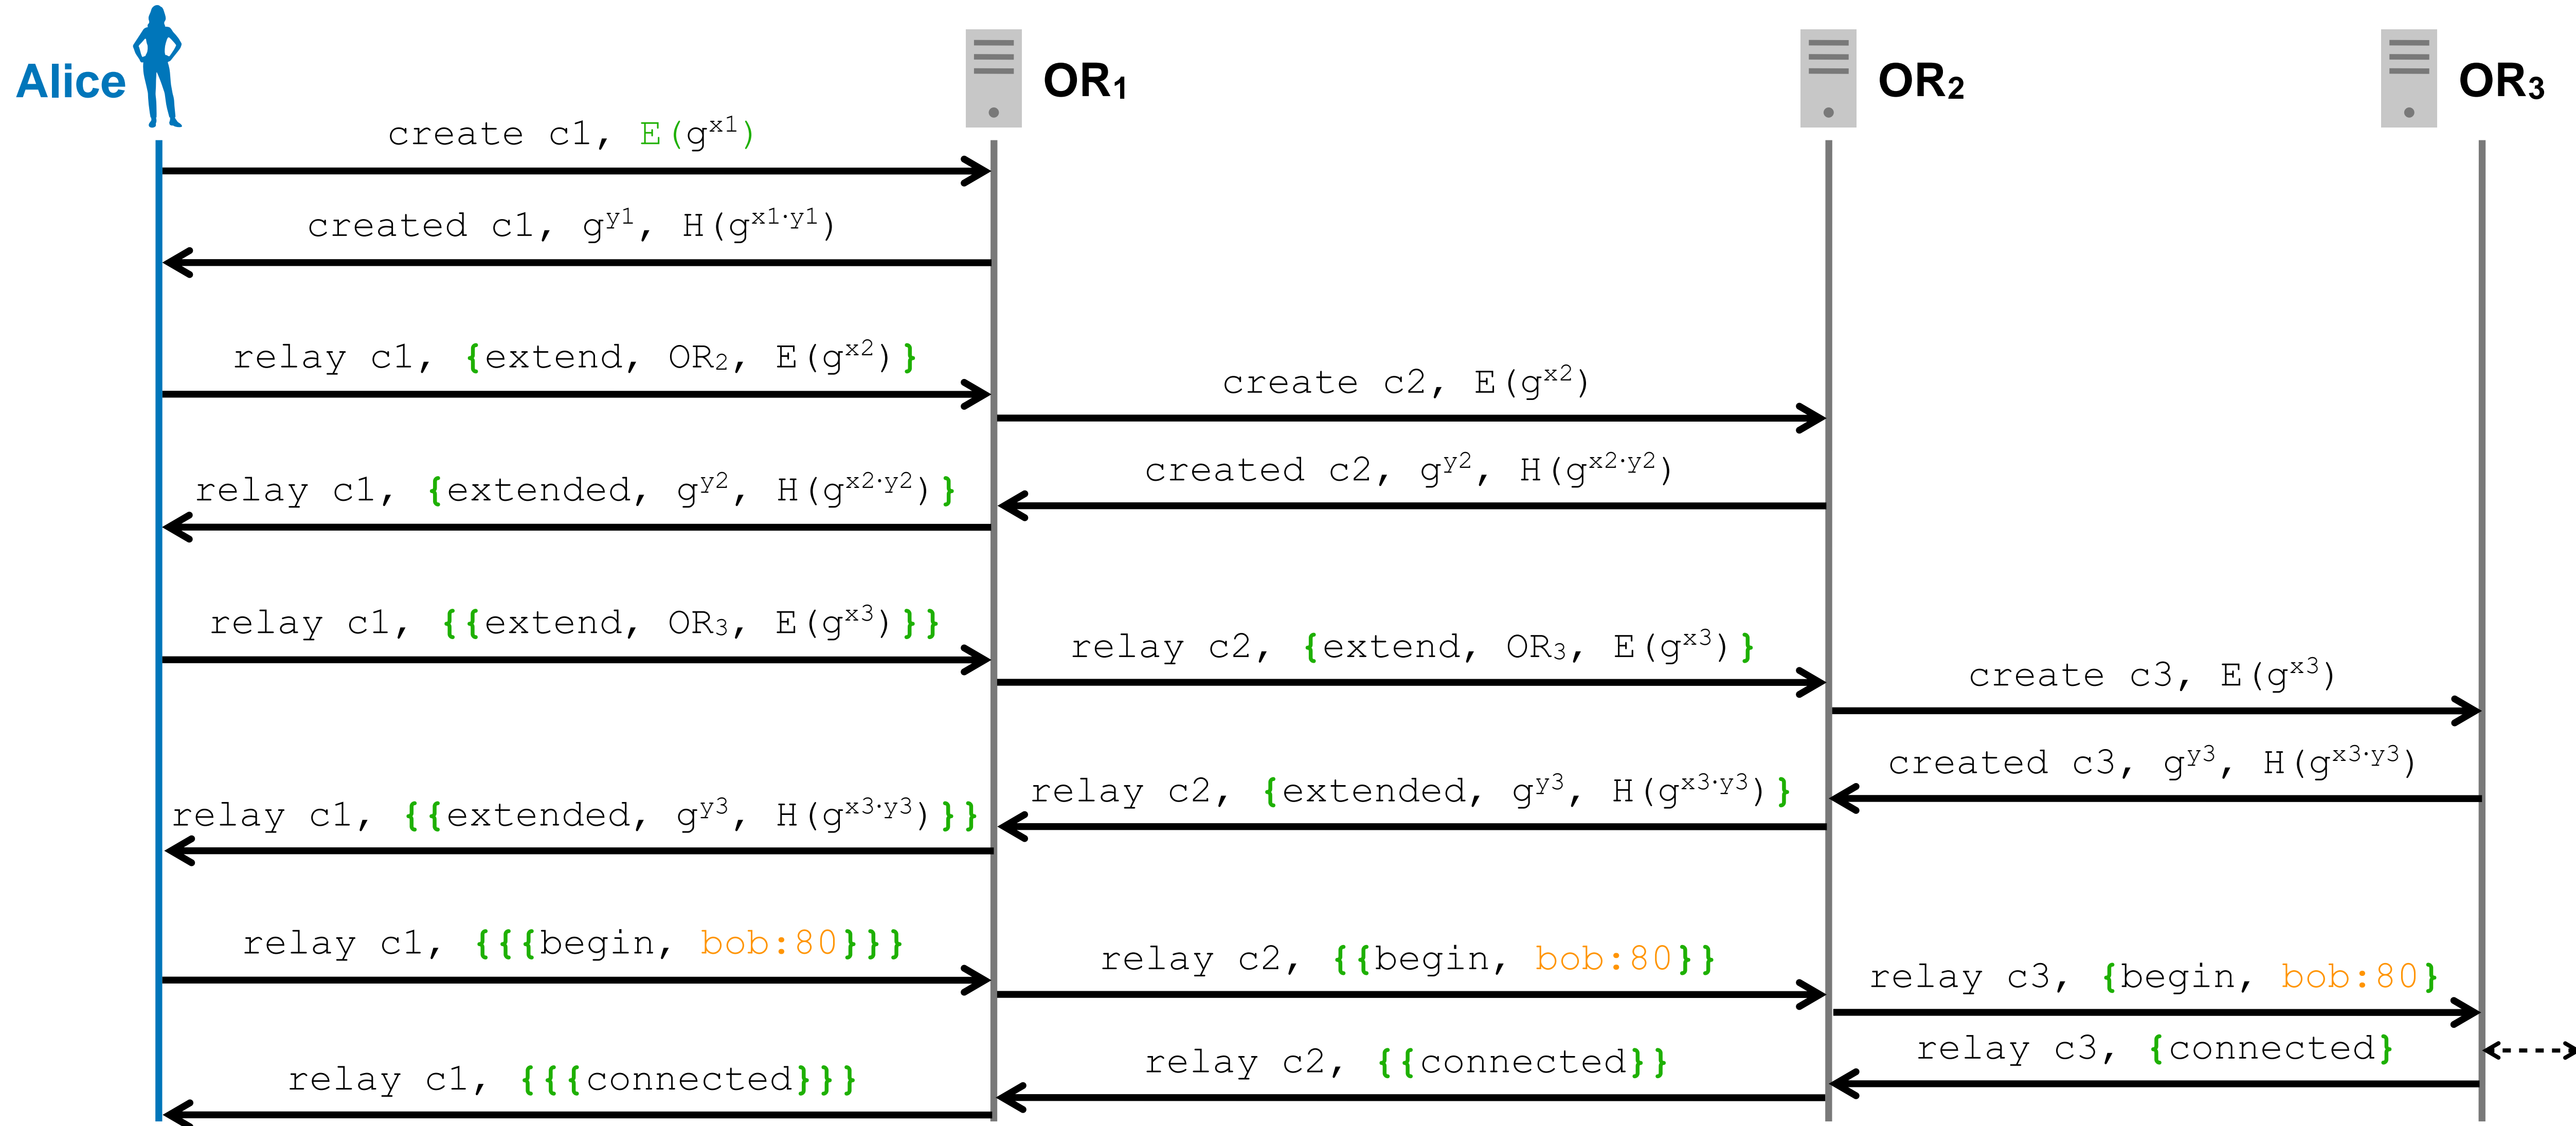 Alice
OR₁
OR₂
OR₃
create c1, E(gˣ¹)
created c1, gʸ¹, H(gˣ¹·ʸ¹)
relay c1, {extend, OR₂, E(gˣ²)}
create c2, E(gˣ²)
created c2, gʸ², H(gˣ²·ʸ²)
relay c1, {extended, gʸ², H(gˣ²·ʸ²)}
relay c1, {{extend, OR₃, E(gˣ³)}}
relay c2, {extend, OR₃, E(gˣ³)}
create c3, E(gˣ³)
created c3, gʸ³, H(gˣ³·ʸ³)
relay c2, {extended, gʸ³, H(gˣ³·ʸ³)}
relay c1, {{extended, gʸ³, H(gˣ³·ʸ³)}}
relay c1, {{{begin, bob:80}}}
relay c2, {{begin, bob:80}}
relay c3, {begin, bob:80}
relay c3, {connected}
relay c2, {{connected}}
relay c1, {{{connected}}}